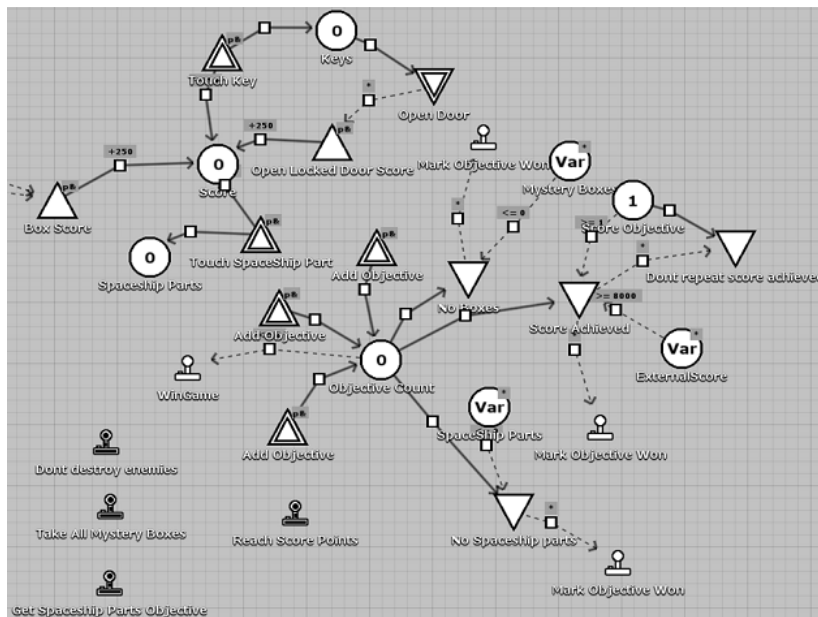 p&
0
Keys
Touch Key
*
Open Door
+250
+250
p&
Open Locked Door Score
Mark Objective Won
Var
*
Mystery Boxes
p&
Box Score
0
Score
*
<= 0
1
Score Objective
>= 1
p&
Touch SpaceShip Part
0
Spaceship Parts
p&
Add Objective
*
Dont repeat score achieved
No Boxes
>= 8000
Score Achieved
p&
Add Objective
0
Objective Count
Var
*
ExternalScore
*
WinGame
Var
*
SpaceShip Parts
p&
Add Objective
Mark Objective Won
Dont destroy enemies
Take All Mystery Boxes
Reach Score Points
*
No Spaceship parts
Mark Objective Won
Get Spaceship Parts Objective